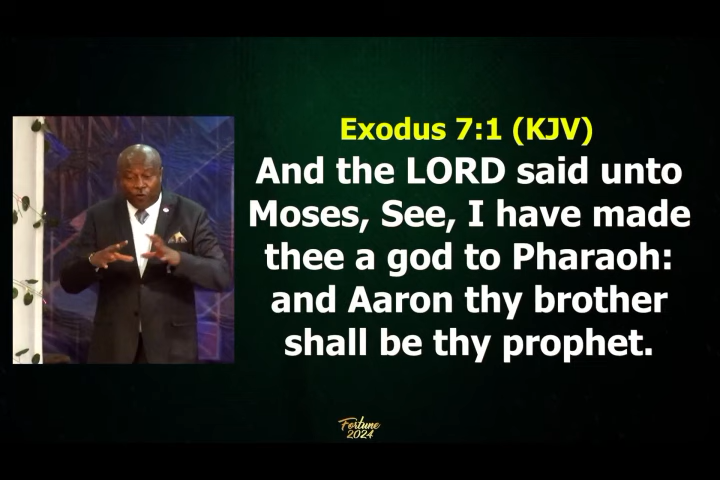 Exodus 7:1 (KJV)
And the LORD said unto
Moses, See, I have made
thee a god to Pharaoh:
and Aaron thy brother
shall be thy prophet.
Fortune
2024